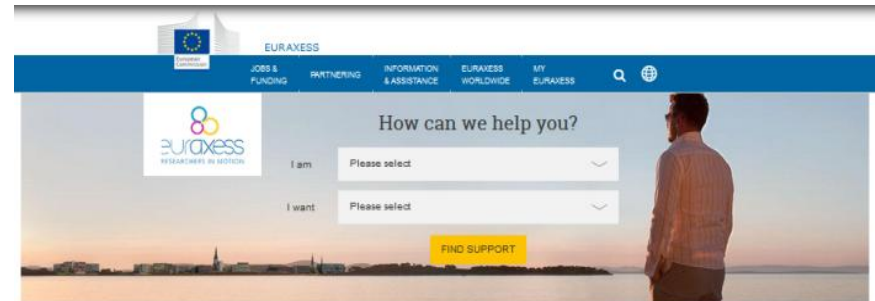 European
Commission
EURAXESS
JOBS &
FUNDING
PARTNERING
INFORMATION
& ASSISTANCE
EURAXESS
WORLDWIDE
MY
EURAXESS
euraxess
RESEARCHERS IN MOTION
How can we help you?
I am Please select
I want Please select
FIND SUPPORT